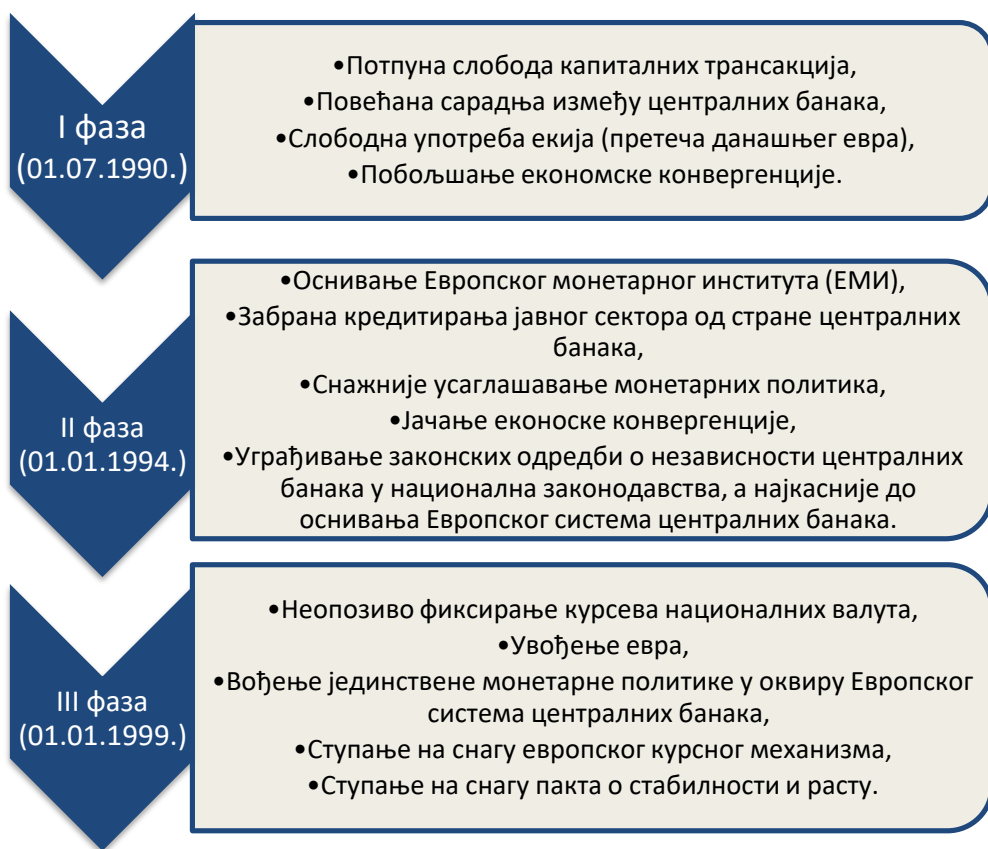 I фаза
(01.07.1990.)
•Потпуна слобода капиталних трансакција,
•Повећана сарадња између централних банака,
•Слободна употреба екија (претеча данашњег евра),
•Побољшање економске конвергенције.
II фаза
(01.01.1994.)
•Оснивање Европског монетарног института (ЕМИ),
•Забрана кредитирања јавног сектора од стране централних
банака,
•Снажније усаглашавање монетарних политика,
•Јачање еконоске конвергенције,
•Уграђивање законских одредби о независности централних
банака у национална законодавства, а најкасније до
оснивања Европског система централних банака.
III фаза
(01.01.1999.)
•Неопозиво фиксирање курсева националних валута,
•Увођење евра,
•Вођење јединствене монетарне политике у оквиру Европског
система централних банака,
•Ступање на снагу европског курсног механизма,
•Ступање на снагу пакта о стабилности и расту.